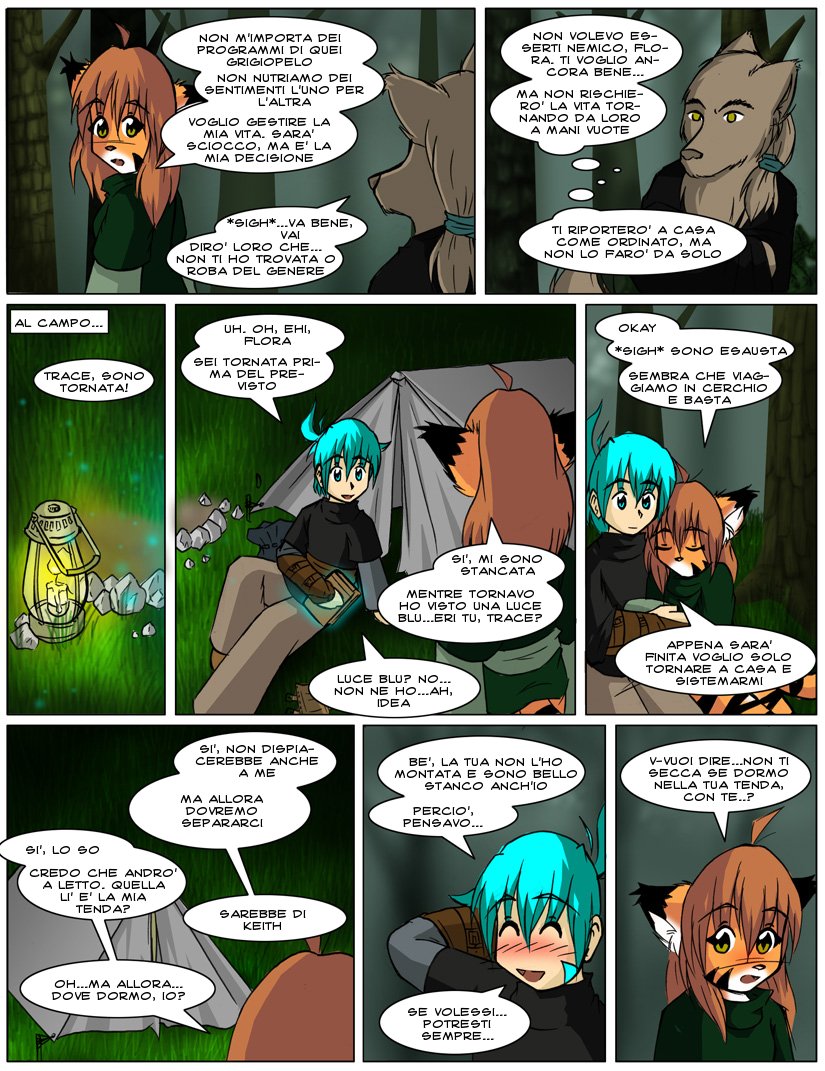 NON M'IMPORTA DEI
PROGRAMMI DI QUEI
GRIGIOPELO
NON NUTRIAMO DEI
SENTIMENTI L'UNO PER
L'ALTRA
VOGLIO GESTIRE LA
MIA VITA. SARA'
SCIOCCO, MA E' LA
MIA DECISIONE
*SIGH*...VA BENE,
VAI
DIRO' LORO CHE...
NON TI HO TROVATA O
ROBA DEL GENERE
NON VOLEVO ES-
SERTI NEMICO, FLO-
RA. TI VOGLIO AN-
CORA BENE...
MA NON RISCHIE-
RO' LA VITA TOR-
NANDO DA LORO
A MANI VUOTE
TI RIPORTERO' A CASA
COME ORDINATO, MA
NON LO FARO' DA SOLO
AL CAMPO...
TRACE, SONO
TORNATA!
UH. OH, EHI,
FLORA
SEI TORNATA PRI-
MA DEL PRE-
VISTO
SI', MI SONO
STANCATA
MENTRE TORNAVO
HO VISTO UNA LUCE
BLU...ERI TU, TRACE?
LUCE BLU? NO...
NON NE HO...AH,
IDEA
OKAY
*SIGH* SONO ESAUSTA
SEMBRA CHE VIAG-
GIAMO IN CERCHIO
E BASTA
APPENA SARA'
FINITA VOGLIO SOLO
TORNARE A CASA E
SISTEMARMI
SI', NON DISPIA-
CEREBBE ANCHE
A ME
MA ALLORA
DOVREMO
SEPARARCI
SI', LO SO
CREDO CHE ANDRO'
A LETTO. QUELLA
LI' E' LA MIA
TENDA?
SAREBBE DI
KEITH
OH...MA ALLORA...
DOVE DORMO, IO?
BE', LA TUA NON L'HO
MONTATA E SONO BELLO
STANCO ANCH'IO
PERCIO',
PENSAVO...
SE VOLESSI...
POTRESTI
SEMPRE...
V-VUOI DIRE...NON TI
SECCA SE DORMO
NELLA TUA TENDA,
CON TE..?